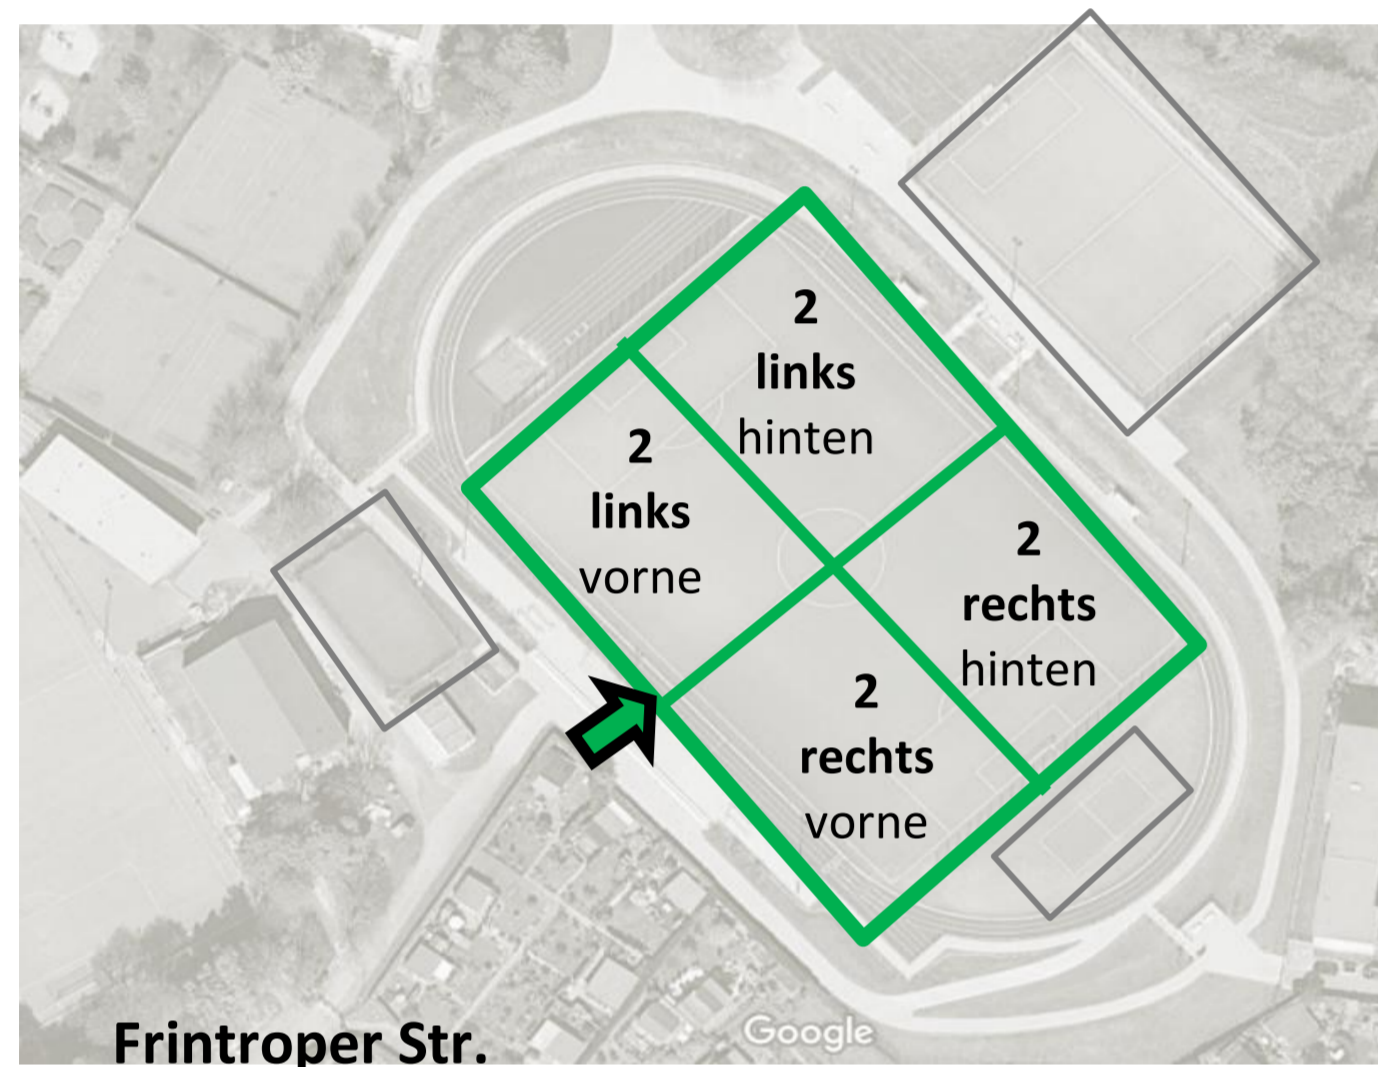 2
links
hinten
2
links
vorne
2
rechts
hinten
2
rechts
vorne
Frintroper Str.
Google